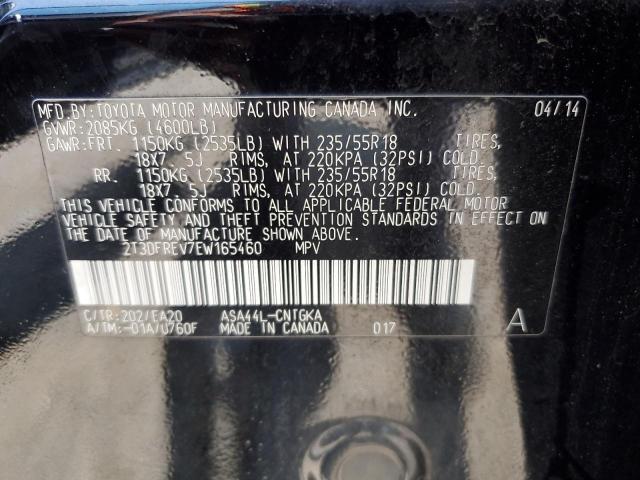 MFD.BY:TOYOTA MOTOR MANUFACTURING CANADA INC. 04/14
GVWR:2085KG (4600LB)
GAWR:FRT. 1150KG (2535LB) WITH 235/55R18 TIRES,
18X7.5J RIMS, AT 220KPA (32PSI) COLD.
RR. 1150KG (2535LB) WITH 235/55R18 TIRES,
18X7.5J RIMS, AT 220KPA (32PSI) COLD.
THIS VEHICLE CONFORMS TO ALL APPLICABLE FEDERAL MOTOR
VEHICLE SAFETY AND THEFT PREVENTION STANDARDS IN EFFECT ON
THE DATE OF MANUFACTURE SHOWN ABOVE.
2T3DFREV7EW165460 MPV
C/TR:202/EA20 ASA44L-CNTGKA
A/TM:-01A/U760F MADE IN CANADA 017 A